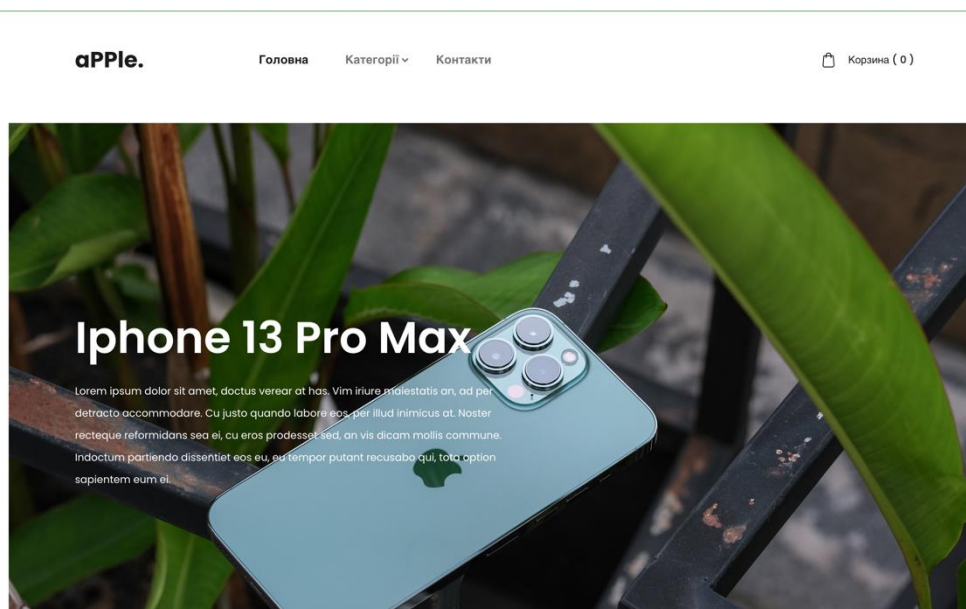 aPPle.
Головна Категорії Контакти
Корзина ( 0 )
Iphone 13 Pro Max
Lorem ipsum dolor sit amet, doctus verear at has. Vim iriure maiestatis an, ad per
detracto accommodare. Cu justo quando labore eos, per illud inimicus at. Noster
recteque reformidans sea ei, cu eros prodesset sed, an vis dicam mollis commune.
Indoctum partiendo dissentiet eos eu, eu tempor putant recusabo qui, tota option
sapientem eum ei.